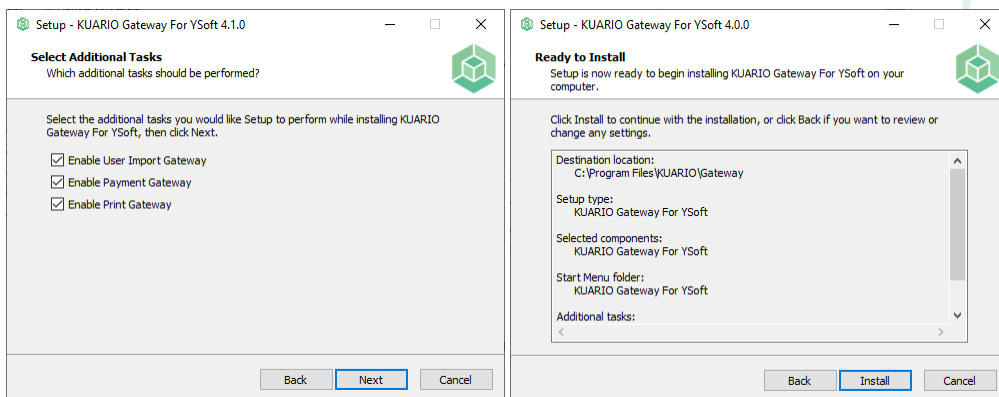 Setup - KUARIO Gateway For YSoft 4.1.0
Select Additional Tasks
Which additional tasks should be performed?
Select the additional tasks you would like Setup to perform while installing KUARIO
Gateway For YSoft, then click Next.
Enable User Import Gateway
Enable Payment Gateway
Enable Print Gateway
Back
Next
Cancel
Setup - KUARIO Gateway For YSoft 4.0.0
Ready to Install
Setup is now ready to begin installing KUARIO Gateway For YSoft on your
computer.
Click Install to continue with the installation, or click Back if you want to review or
change any settings.
Destination location:
C:\Program Files\KUARIO\Gateway
Setup type:
KUARIO Gateway For YSoft
Selected components:
KUARIO Gateway For YSoft
Start Menu folder:
KUARIO Gateway For YSoft
Additional tasks:
Back
Install
Cancel